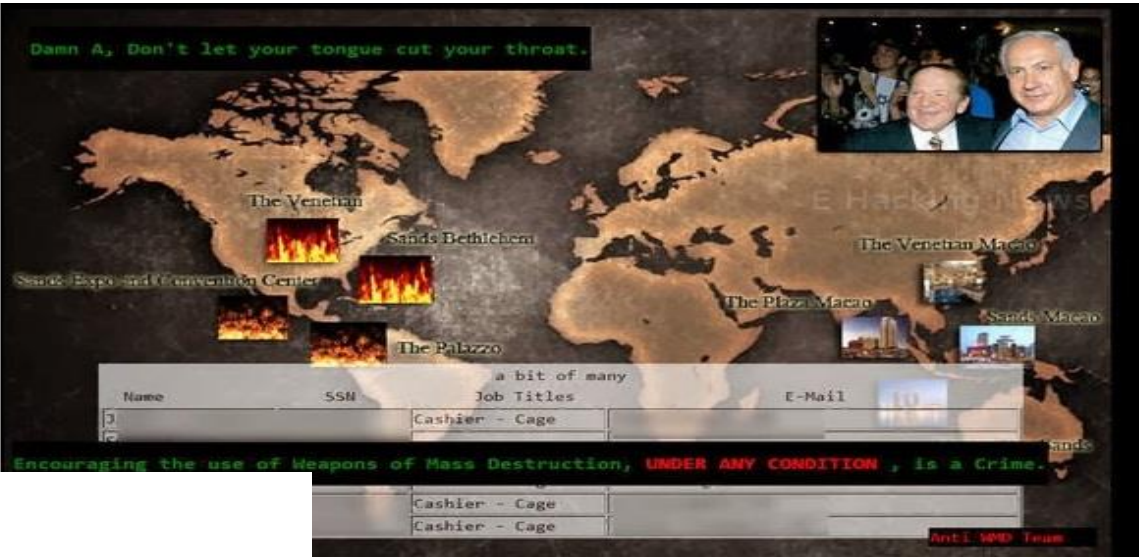 Damn A, Don't let your tongue cut your throat.
E Hacking News
The Venetian
Sands Bethlehem
The Venetian Macao
Sands Expo and Convention Center
The Plaza Macao
Sands Macao
The Palazzo
a bit of many
Name SSN Job Titles E-Mail
Cashier - Cage
Sands
Encouraging the use of Weapons of Mass Destruction, UNDER ANY CONDITION , is a Crime.
Cashier - Cage
Cashier - Cage
Anti WMD Team